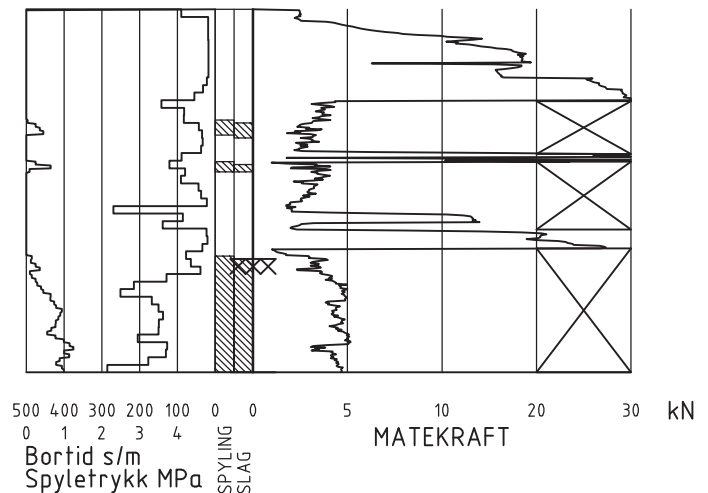 500 400 300 200 100 0 0 5 10 20 30 kN
0 1 2 3 4
SPYLING
SLAG
MATEKRAFT
Bortid s/m
Spyletrykk MPa